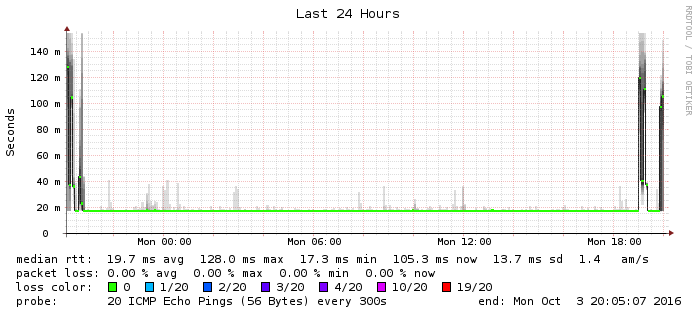 Last 24 Hours
RRDTOOL / TOBI OETIKER
Seconds
140 m
120 m
100 m
80 m
60 m
40 m
20 m
0
Mon 00:00 Mon 06:00 Mon 12:00 Mon 18:00
median rtt: 19.7 ms avg 128.0 ms max 17.3 ms min 105.3 ms now 13.7 ms sd 1.4 am/s
packet loss: 0.00 % avg 0.00 % max 0.00 % min 0.00 % now
loss color: 0 1/20 2/20 3/20 4/20 10/20 19/20
probe: 20 ICMP Echo Pings (56 Bytes) every 300s end: Mon Oct 3 20:05:07 2016